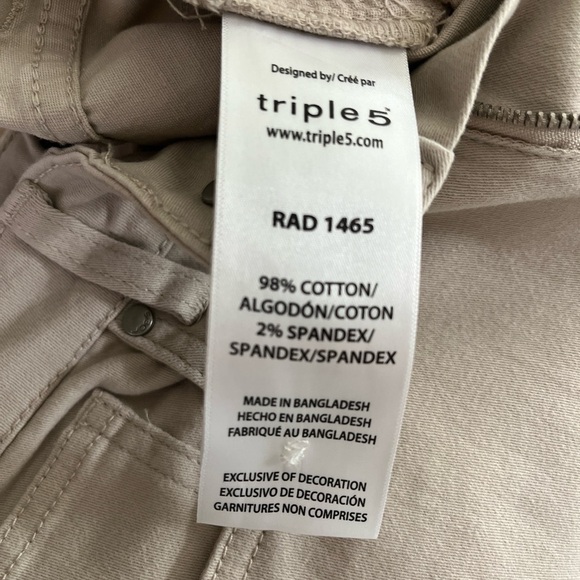 Designed by/ Créé par
triple5™
www.triple5.com
RAD 1465
98% COTTON/
ALGODÓN/COTON
2% SPANDEX/
SPANDEX/SPANDEX
MADE IN BANGLADESH
HECHO EN BANGLADESH
FABRIQUÉ AU BANGLADESH
EXCLUSIVE OF DECORATION
EXCLUSIVO DE DECORACIÓN
GARNITURES NON COMPRISES